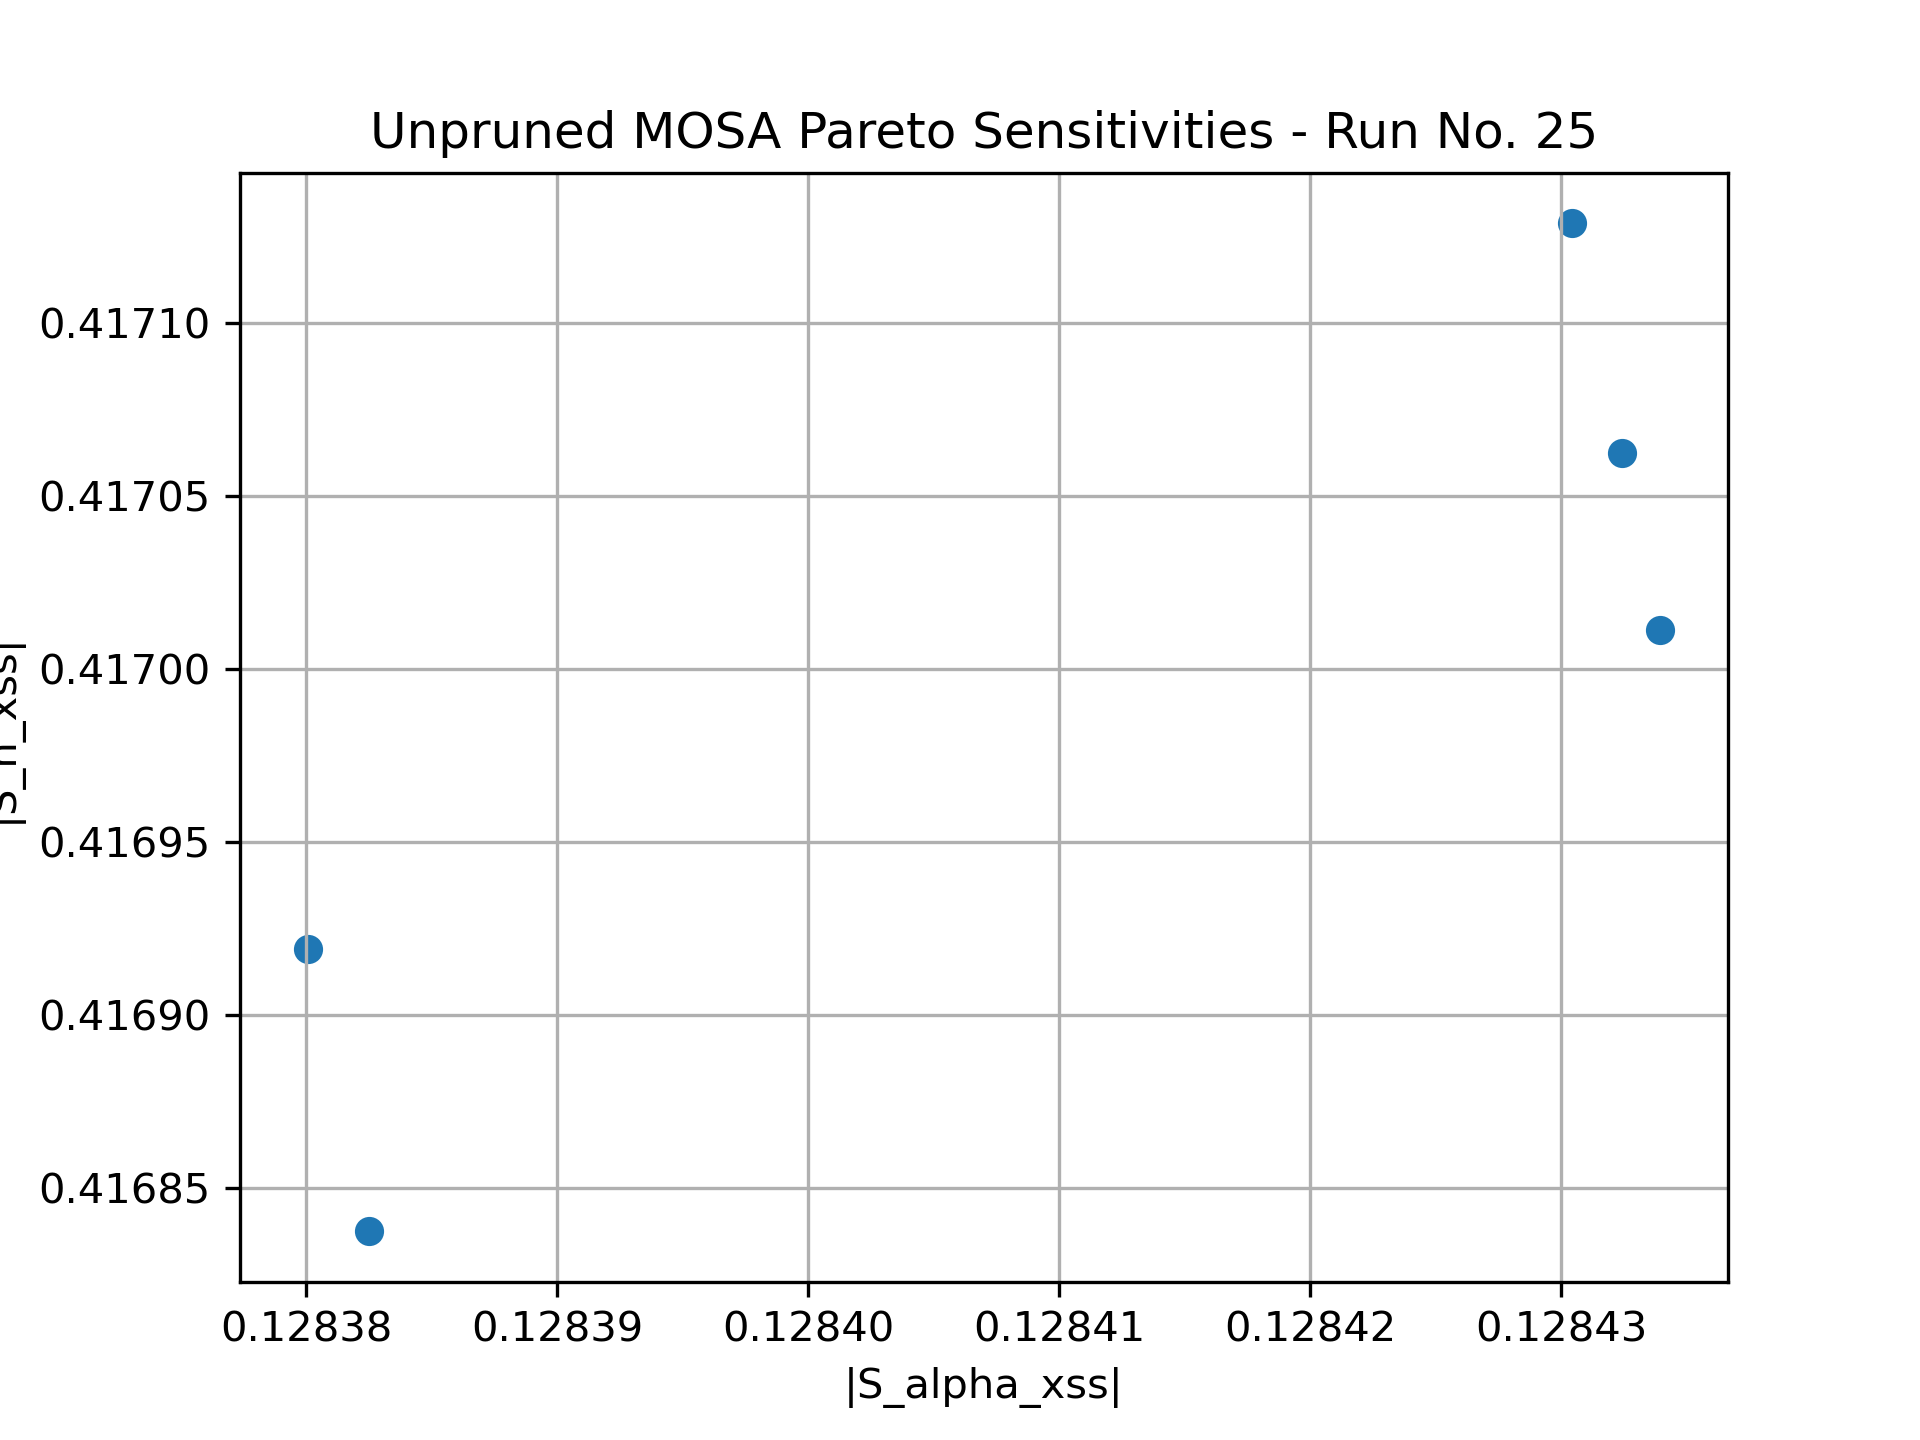 Unpruned MOSA Pareto Sensitivities - Run No. 25
0.41710
0.41705
0.41700
0.41695
0.41690
0.41685
|S_n_xss|
0.12838 0.12839 0.12840 0.12841 0.12842 0.12843
|S_alpha_xss|